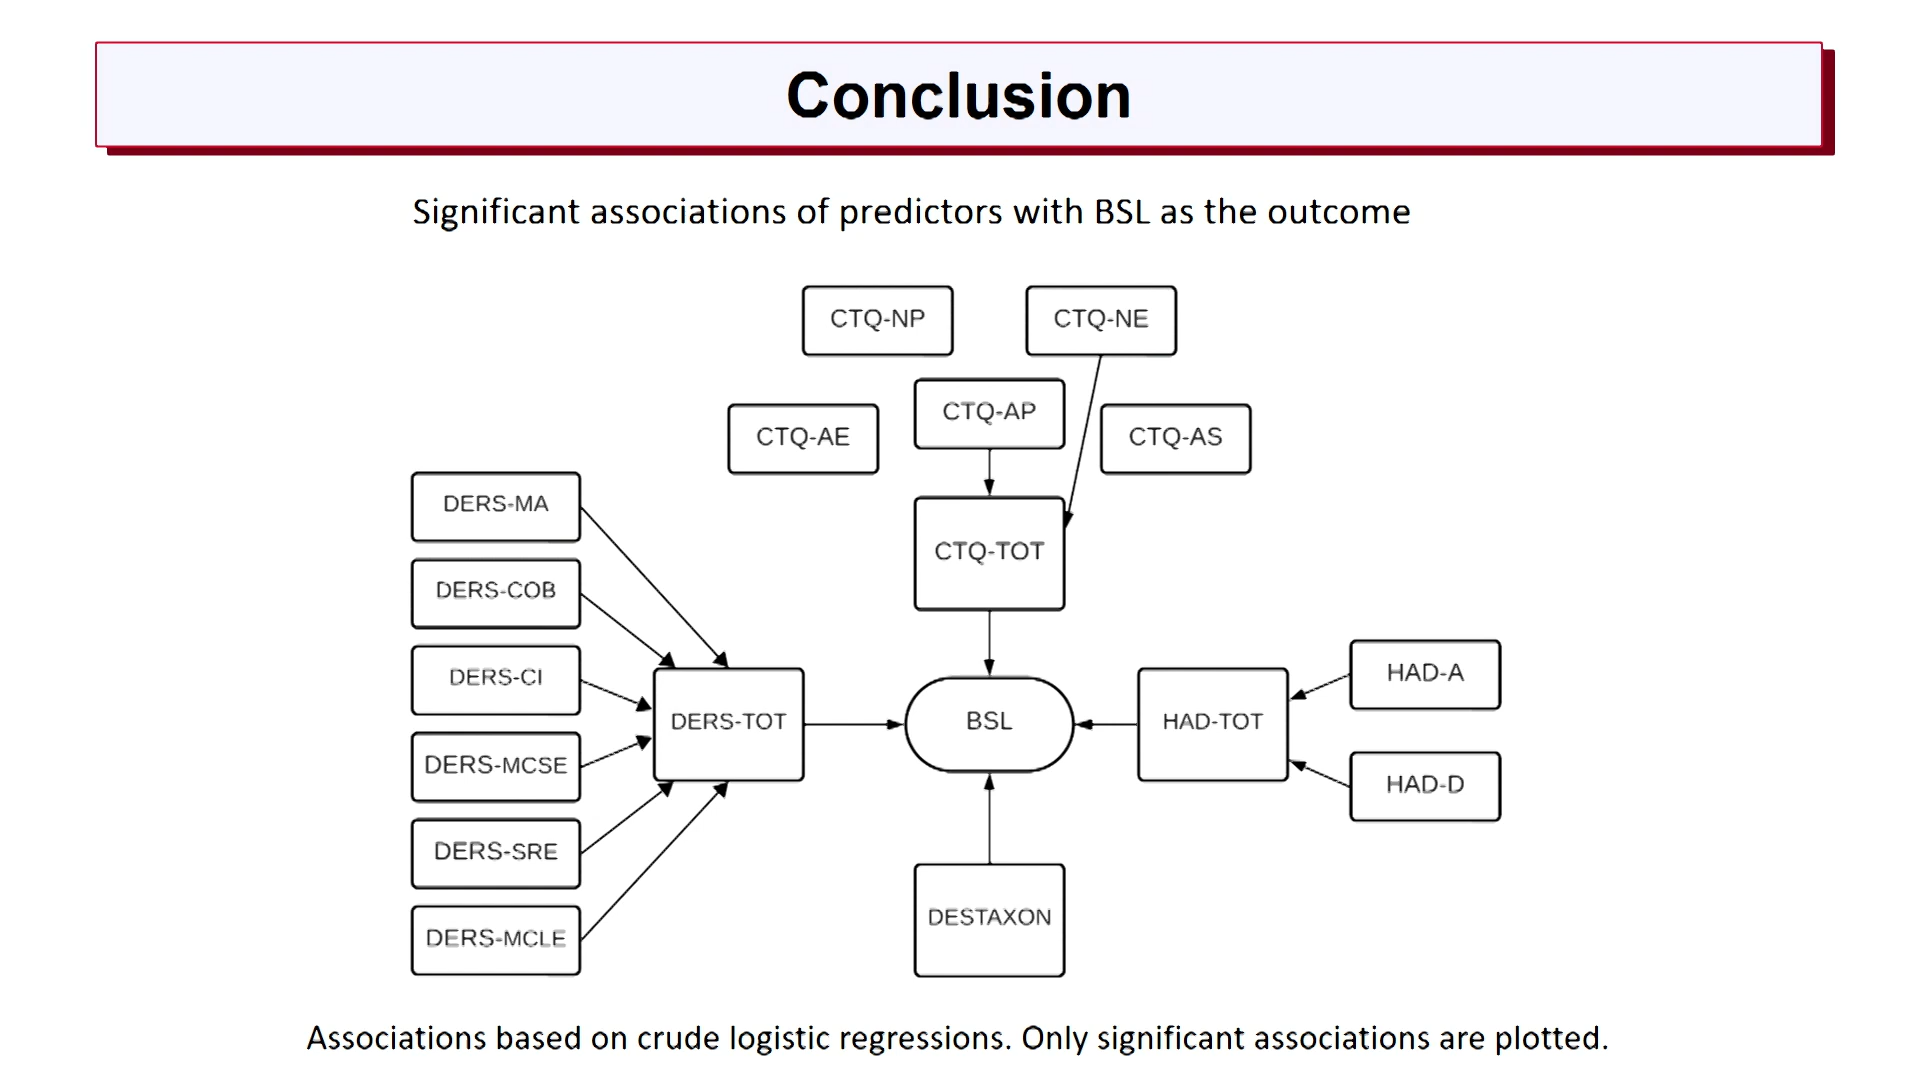 Conclusion
Significant associations of predictors with BSL as the outcome
CTQ-NP
CTQ-NE
CTQ-AP
CTQ-AE
CTQ-AS
CTQ-TOT
DERS-MA
DERS-COB
DERS-CI
DERS-MCSE
DERS-SRE
DERS-MCLE
DERS-TOT
BSL
HAD-TOT
HAD-A
HAD-D
DESTAXON
Associations based on crude logistic regressions. Only significant associations are plotted.